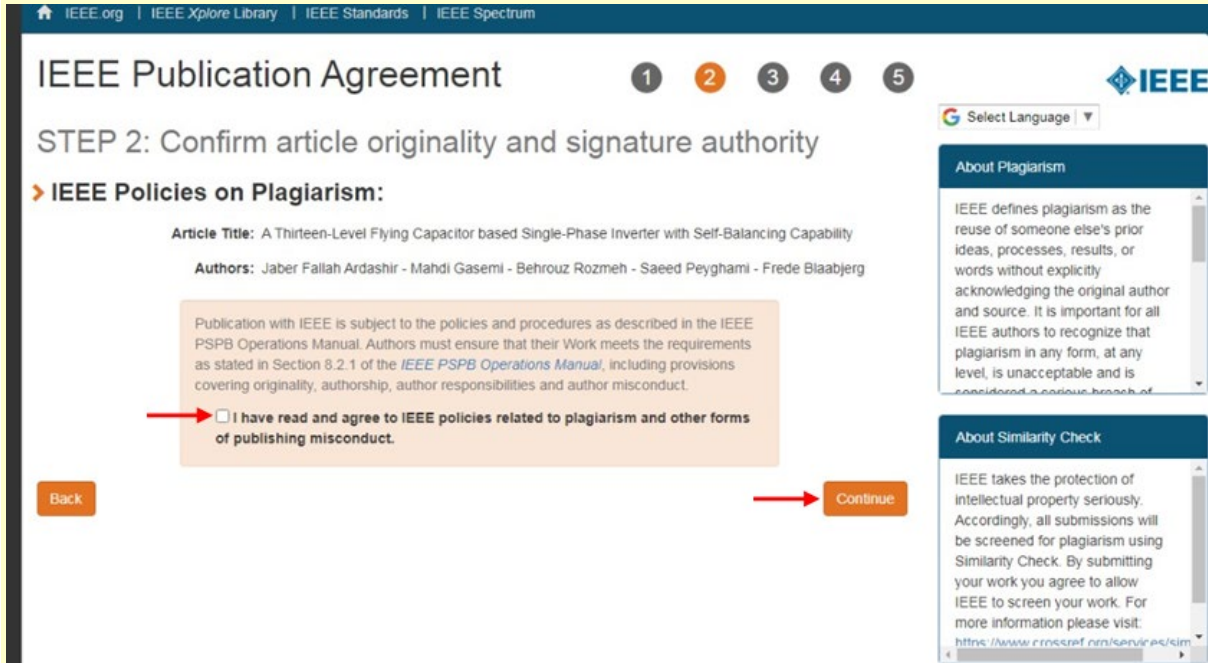 IEEE.org | IEEE Xplore Library | IEEE Standards | IEEE Spectrum
IEEE Publication Agreement
1 2 3 4 5
IEEE
Select Language
STEP 2: Confirm article originality and signature authority
IEEE Policies on Plagiarism:
Article Title: A Thirteen-Level Flying Capacitor based Single-Phase Inverter with Self-Balancing Capability
Authors: Jaber Fallah Ardashir - Mahdi Gasemi - Behrouz Rozmeh - Saeed Peyghami - Frede Blaabjerg
Publication with IEEE is subject to the policies and procedures as described in the IEEE
PSPB Operations Manual. Authors must ensure that their Work meets the requirements
as stated in Section 8.2.1 of the IEEE PSPB Operations Manual, including provisions
covering originality, authorship, author responsibilities and author misconduct.
I have read and agree to IEEE policies related to plagiarism and other forms
of publishing misconduct.
Back
Continue
About Plagiarism
IEEE defines plagiarism as the
reuse of someone else's prior
ideas, processes, results, or
words without explicitly
acknowledging the original author
and source. It is important for all
IEEE authors to recognize that
plagiarism in any form, at any
level, is unacceptable and is
considered a serious breach of
About Similarity Check
IEEE takes the protection of
intellectual property seriously.
Accordingly, all submissions will
be screened for plagiarism using
Similarity Check. By submitting
your work you agree to allow
IEEE to screen your work. For
more information please visit:
https://www.crossref.org/services/sim